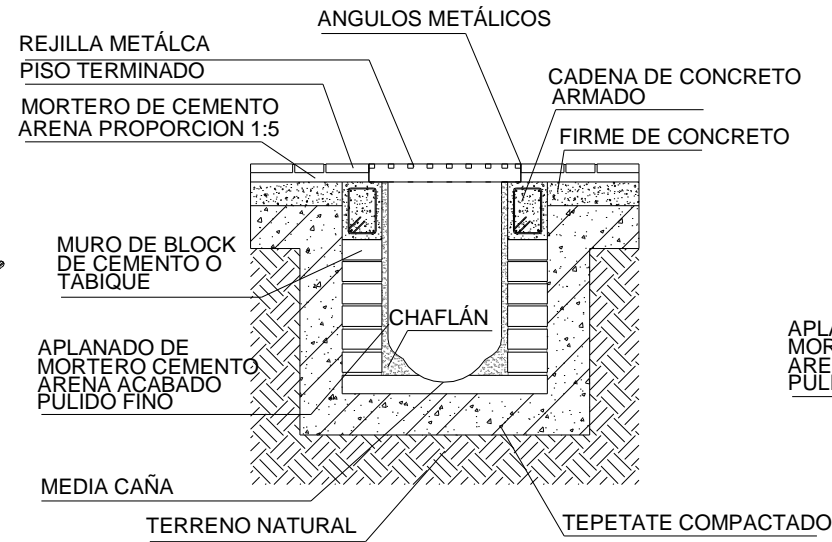 ANGULOS METÁLICOS
REJILLA METÁLCA
PISO TERMINADO
MORTERO DE CEMENTO
ARENA PROPORCION 1:5
CADENA DE CONCRETO
ARMADO
FIRME DE CONCRETO
MURO DE BLOCK
DE CEMENTO O
TABIQUE
CHAFLÁN
APLANADO DE
MORTERO CEMENTO
ARENA ACABADO
PULIDO FINO
MEDIA CAÑA
TERRENO NATURAL
TEPETATE COMPACTADO